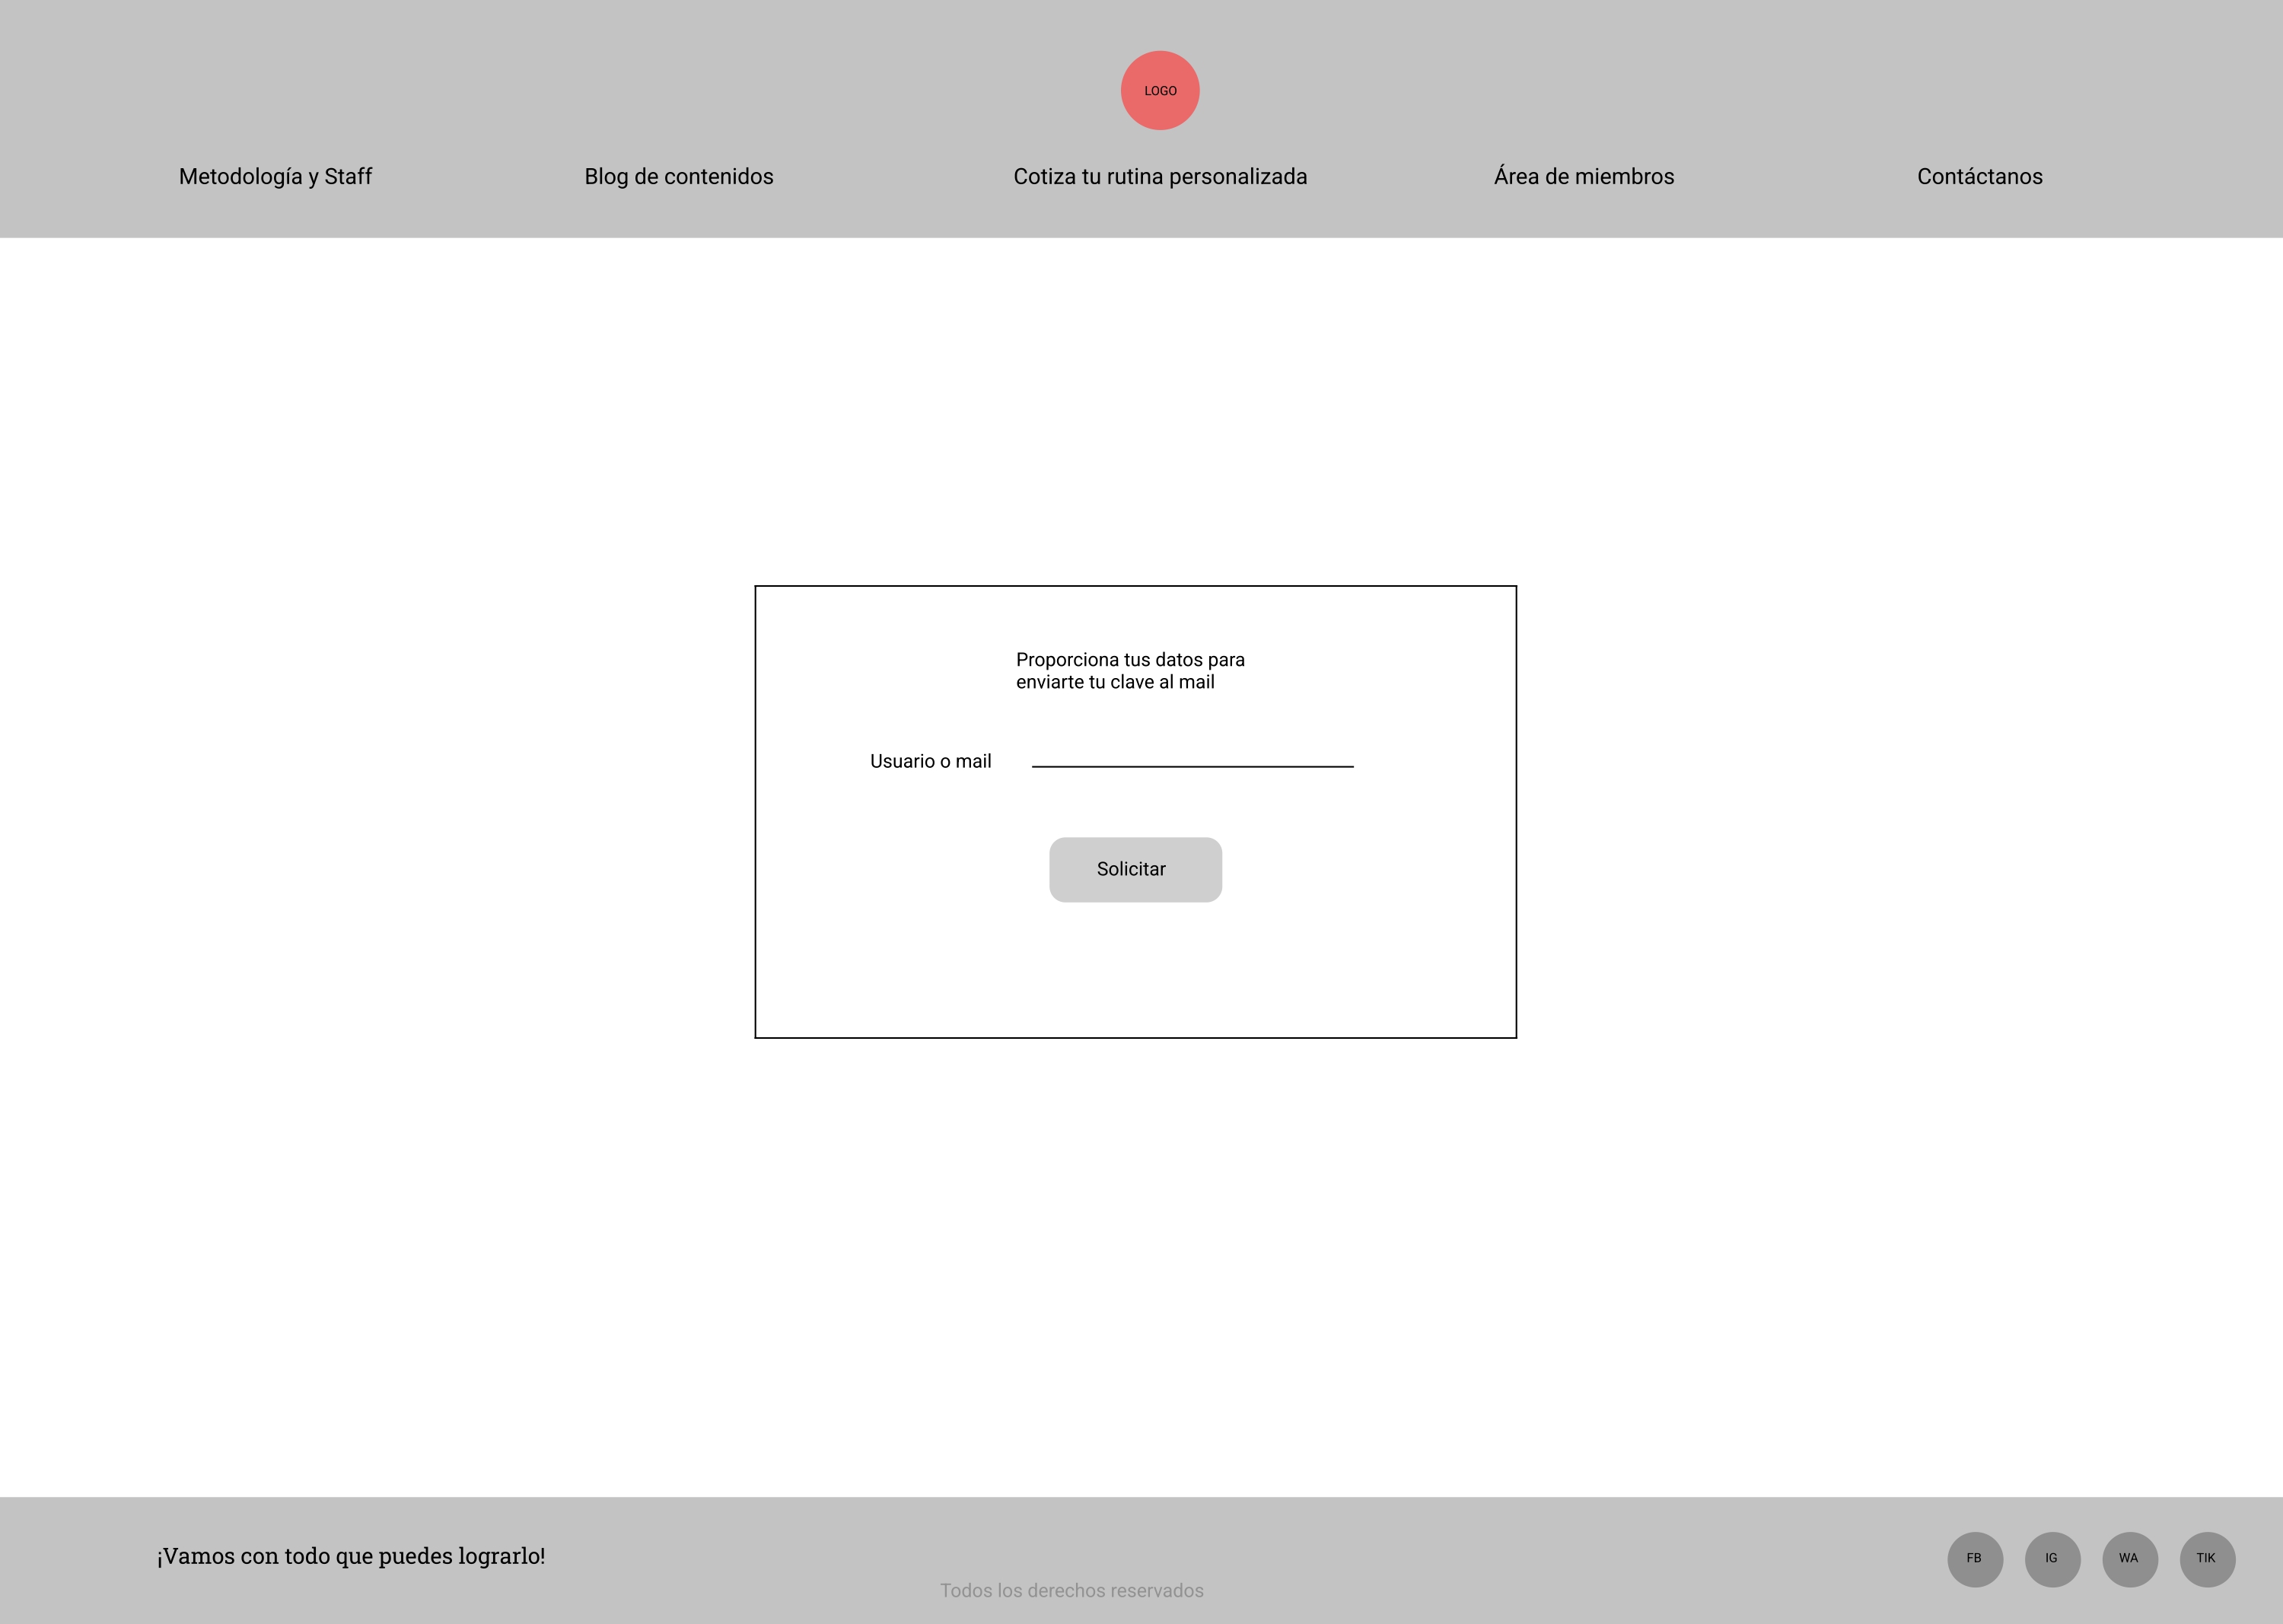 LOGO
Metodología y Staff
Blog de contenidos
Cotiza tu rutina personalizada
Área de miembros
Contáctanos
Proporciona tus datos para
enviarte tu clave al mail
Usuario o mail
Solicitar
¡Vamos con todo que puedes lograrlo!
Todos los derechos reservados
FB
IG
WA
TIK